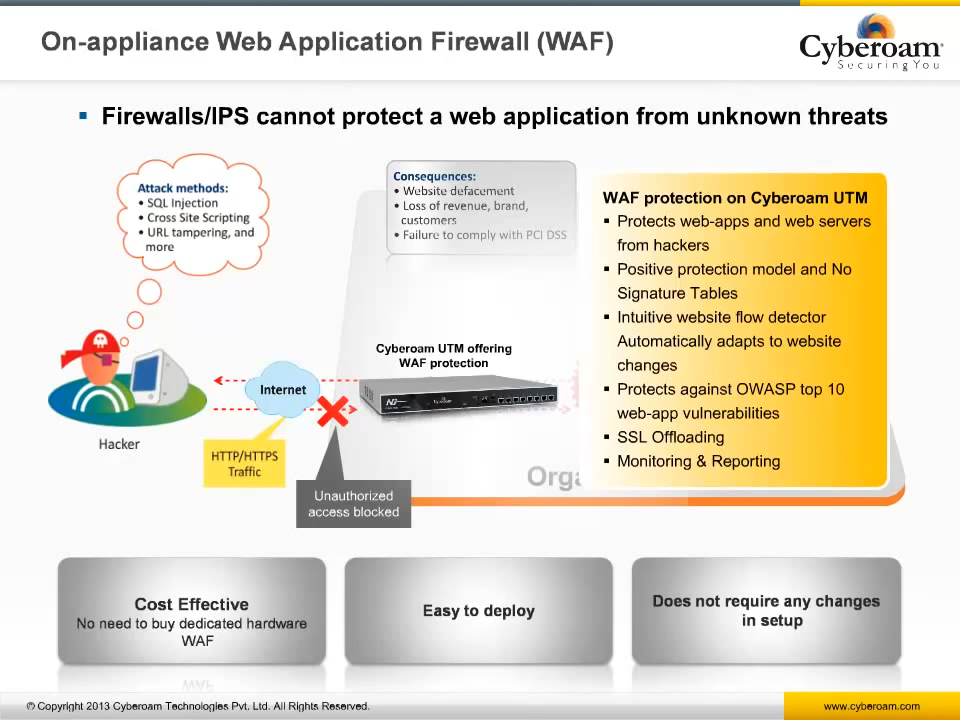 On-appliance Web Application Firewall (WAF)
Cyberoam
Securing You
▪ Firewalls/IPS cannot protect a web application from unknown threats
Attack methods:
• SQL Injection
• Cross Site Scripting
• URL tampering, and
more
Consequences:
• Website defacement
• Loss of revenue, brand,
customers
• Failure to comply with PCI DSS
WAF protection on Cyberoam UTM
▪ Protects web-apps and web servers
from hackers
▪ Positive protection model and No
Signature Tables
▪ Intuitive website flow detector
Automatically adapts to website
changes
▪ Protects against OWASP top 10
web-app vulnerabilities
▪ SSL Offloading
▪ Monitoring & Reporting
Cyberoam UTM offering
WAF protection
Internet
NG
Hacker
HTTP/HTTPS
Traffic
Orga
Unauthorized
access blocked
Cost Effective
No need to buy dedicated hardware
WAF
Easy to deploy
Does not require any changes
in setup
© Copyright 2013 Cyberoam Technologies Pvt. Ltd. All Rights Reserved.
www.cyberoam.com